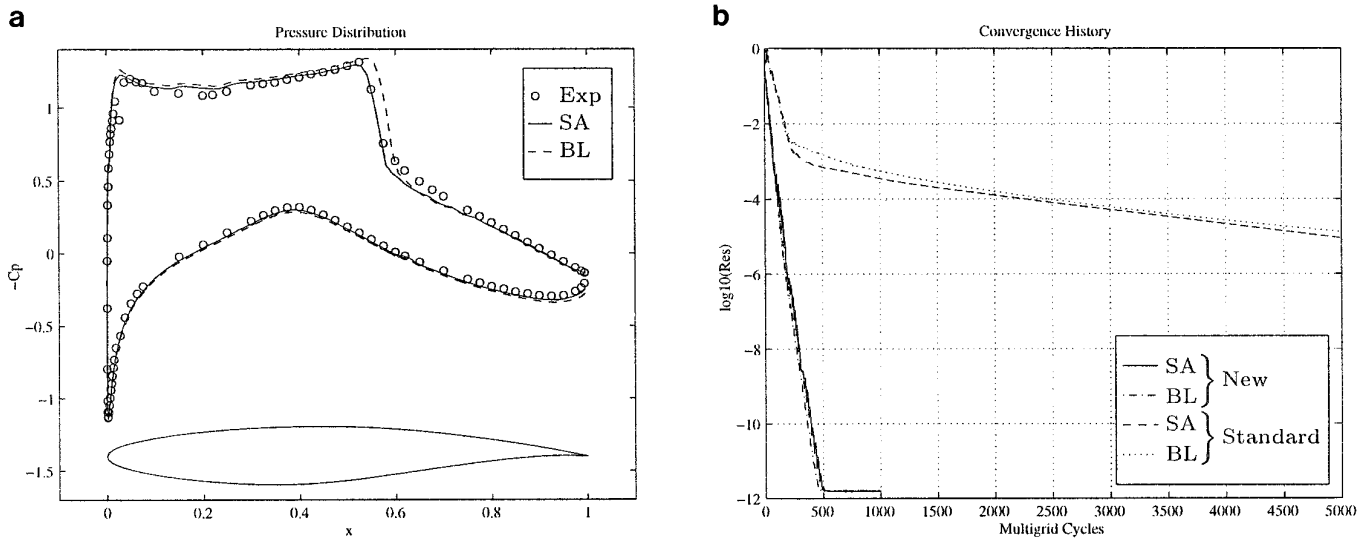 a
Pressure Distribution
1
0.5
0
−0.5
−1
−1.5
−Cp
0
0.2
0.4
0.6
0.8
1
x
Exp
SA
BL
b
Convergence History
0
−2
−4
−6
−8
−10
−12
log10(Res)
0
500
1000
1500
2000
2500
3000
3500
4000
4500
5000
Multigrid Cycles
SA
BL
New
SA
BL
Standard